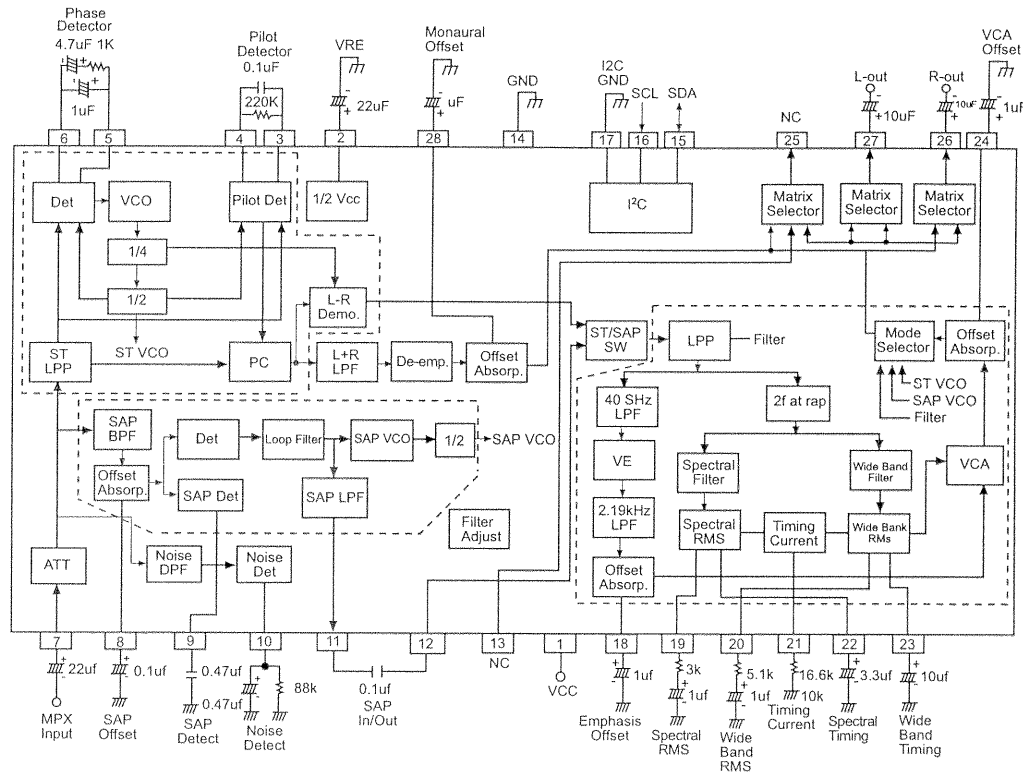 Phase
Detector
4.7uF 1K
1uF
Pilot
Detector
0.1uF
220K
VRE
22uF
Monaural
Offset
uF
GND
I2C
GND
SCL
SDA
NC
L-out
10uF
R-out
10uF
VCA
Offset
1uF
6
5
4
3
2
28
14
17
16
15
25
27
26
24
Det
VCO
Pilot Det
1/2 Vcc
I²C
Matrix
Selector
Matrix
Selector
Matrix
Selector
1/4
1/2
L-R
Demo.
ST VCO
ST
LPP
PC
L+R
LPF
De-emp.
Offset
Absorp.
ST/SAP
SW
LPP
Filter
Mode
Selector
Offset
Absorp.
ST VCO
SAP VCO
Filter
40 SHz
LPF
2f at rap
SAP
BPF
Det
Loop Filter
SAP VCO
1/2
SAP VCO
Offset
Absorp.
SAP Det
SAP LPF
VE
Spectral
Filter
Wide Band
Filter
VCA
Filter
Adjust
2.19kHz
LPF
Spectral
RMS
Timing
Current
Wide Bank
RMs
ATT
Noise
DPF
Noise
Det
Offset
Absorp.
7
8
9
10
11
12
13
1
18
19
20
21
22
23
NC
VCC
22uf
MPX
Input
0.1uf
SAP
Offset
0.47uf
0.47uf
SAP
Detect
88k
Noise
Detect
0.1uf
SAP
In/Out
1uf
Emphasis
Offset
3k
1uf
Spectral
RMS
5.1k
1uf
Wide
Band
RMS
16.6k
10k
Timing
Current
3.3uf
Spectral
Timing
10uf
Wide
Band
Timing